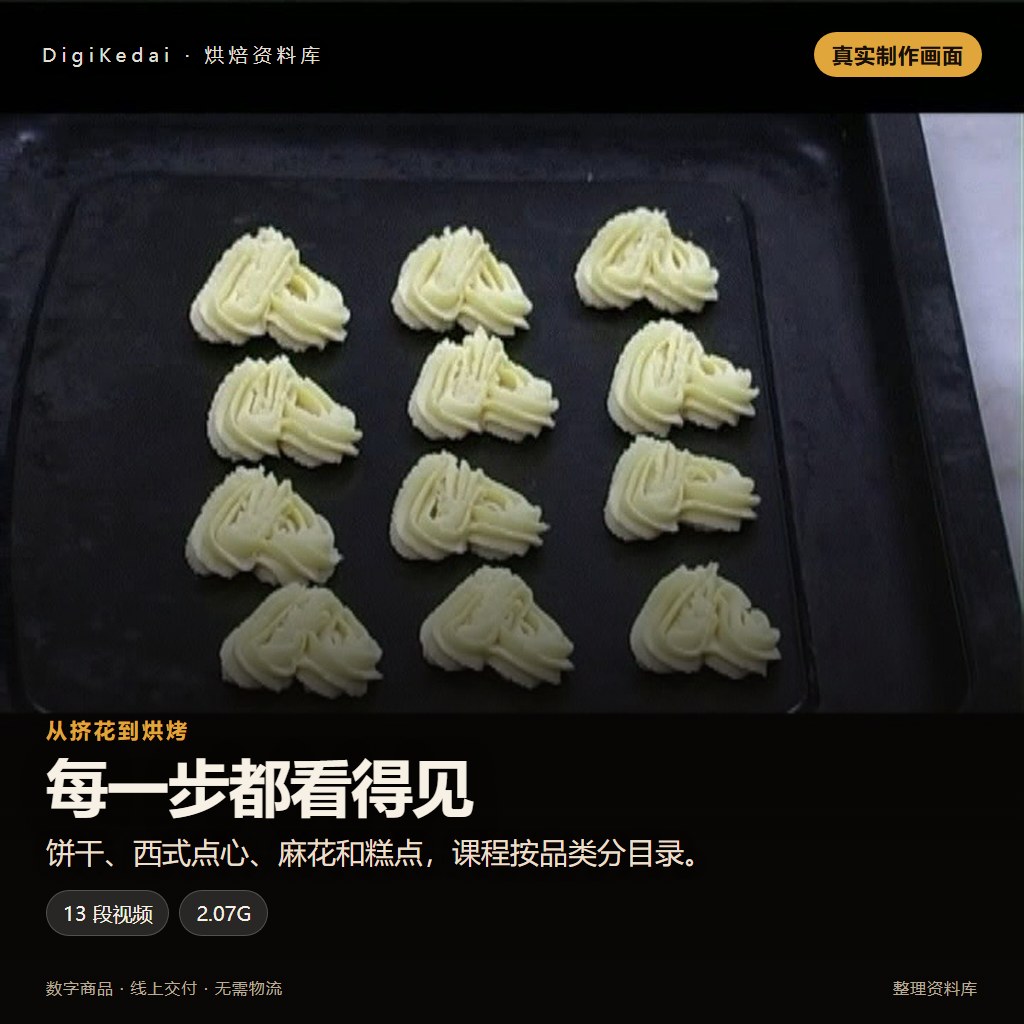 DigiKedai · 烘焙资料库
真实制作画面
从挤花到烘烤
每一步都看得见
饼干、西式点心、麻花和糕点，课程按品类分目录。
13 段视频
2.07G
数字商品 · 线上交付 · 无需物流
整理资料库